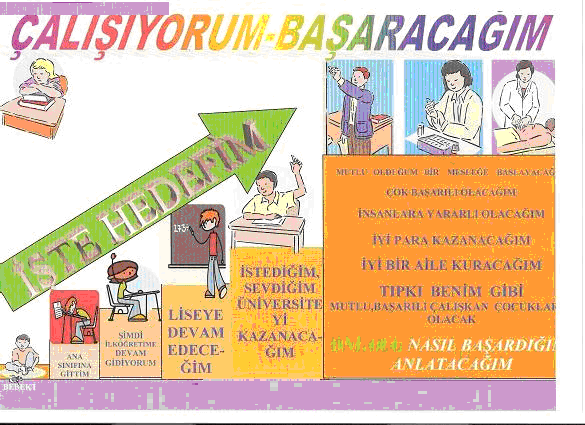 ÇALIŞIYORUM-BAŞARACAĞIM
İŞTE HEDEFİM
BEBEKİ
ANA
SINIFINA
GİTTİM
ŞİMDİ
İLKÖĞRETİME
DEVAM
GİDİYORUM
173
LİSEYE
DEVAM
EDECE-
ĞİM
İSTEDİĞİM,
SEVDİĞİM
ÜNİVERSİTE
Yİ
KAZANACA-
ĞIM
MUTLU OLDUĞUM BİR MESLEĞE BAŞLAYACAĞ
ÇOK BAŞARILI OLACAĞIM
İNSANLARA YARARLI OLACAĞIM
İYİ PARA KAZANACAĞIM
İYİ BİR AİLE KURACAĞIM
TIPKI BENİM GİBİ
MUTLU,BAŞARILI ÇALIŞKAN ÇOCUKLAR
OLACAK
NASIL BAŞARDIĞI
ANLATACAĞIM